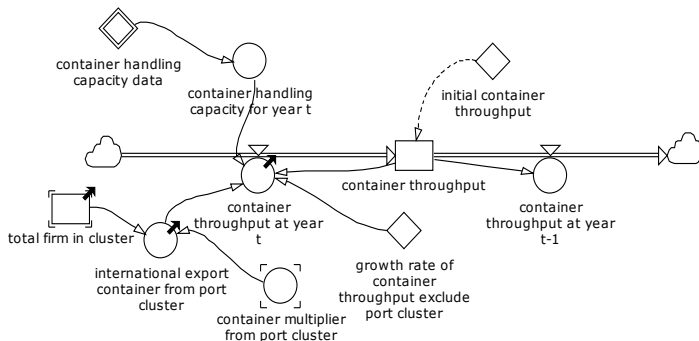 container handling
capacity data
container handling
capacity for year t
initial container
throughput
container throughput
total firm in cluster
container
throughput at year
t
container
throughput at year
t-1
international export
container from port
cluster
growth rate of
container
throughput exclude
port cluster
container multiplier
from port cluster